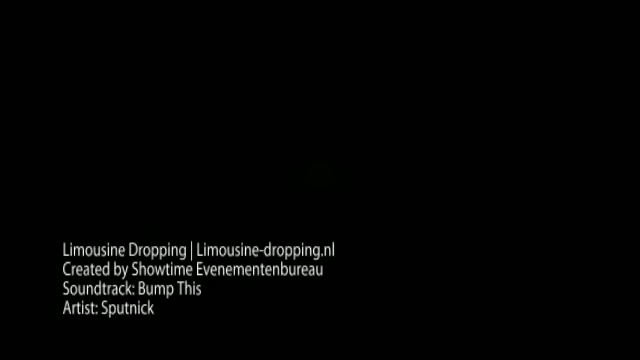 Limousine Dropping | Limousine-dropping.nl
Created by Showtime Evenementenbureau
Soundtrack: Bump This
Artist: Sputnick